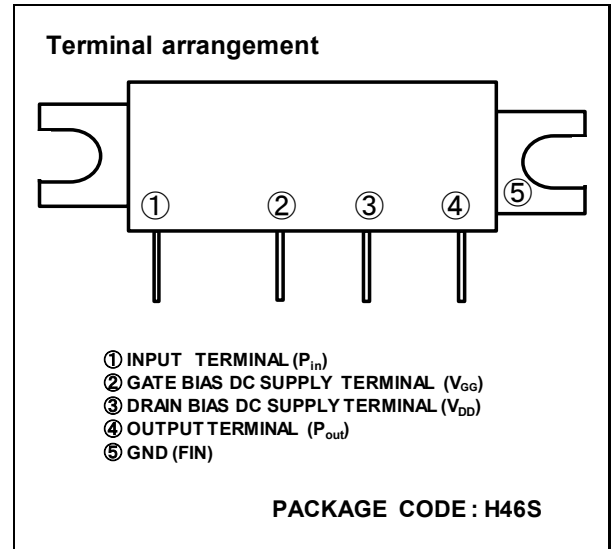 Terminal arrangement
① ② ③ ④ ⑤
① INPUT TERMINAL (Pin)
② GATE BIAS DC SUPPLY TERMINAL (VGG)
③ DRAIN BIAS DC SUPPLY TERMINAL (VDD)
④ OUTPUT TERMINAL (Pout)
⑤ GND (FIN)
PACKAGE CODE : H46S